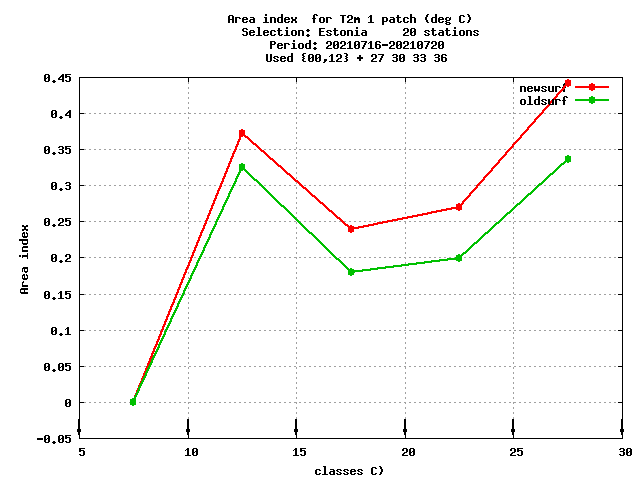 Area index  for T2m 1 patch (deg C)
Selection: Estonia     20 stations
Period: 20210716-20210720
Used {00,12} + 27 30 33 36
0.45
0.4
0.35
0.3
0.25
0.2
0.15
0.1
0.05
0
-0.05
Area index
newsurf
oldsurf
5 10 15 20 25 30
classes C)